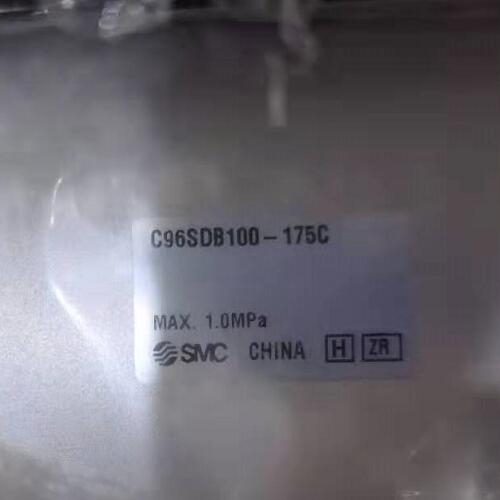 C96SDB100-175C
MAX. 1.0MPa
SMC CHINA H ZR